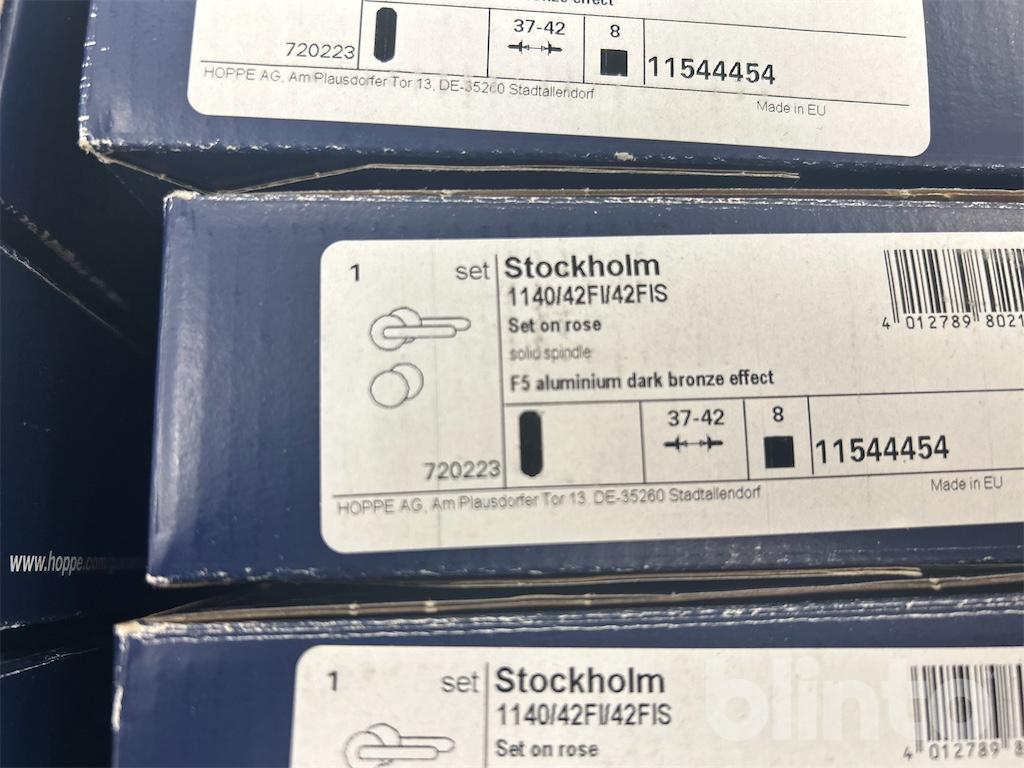 37-42
8
720223
11544454
HOPPE AG, Am Plausdorfer Tor 13, DE-35260 Stadtallendorf
Made in EU
1 set Stockholm
1140/42FI/42FIS
Set on rose
solid spindle
F5 aluminium dark bronze effect
4 012789 8021
37-42
8
720223
11544454
HOPPE AG, Am Plausdorfer Tor 13, DE-35260 Stadtallendorf
Made in EU
www.hoppe.com
1 set Stockholm
1140/42FI/42FIS
Set on rose
4 012789 8
blinto